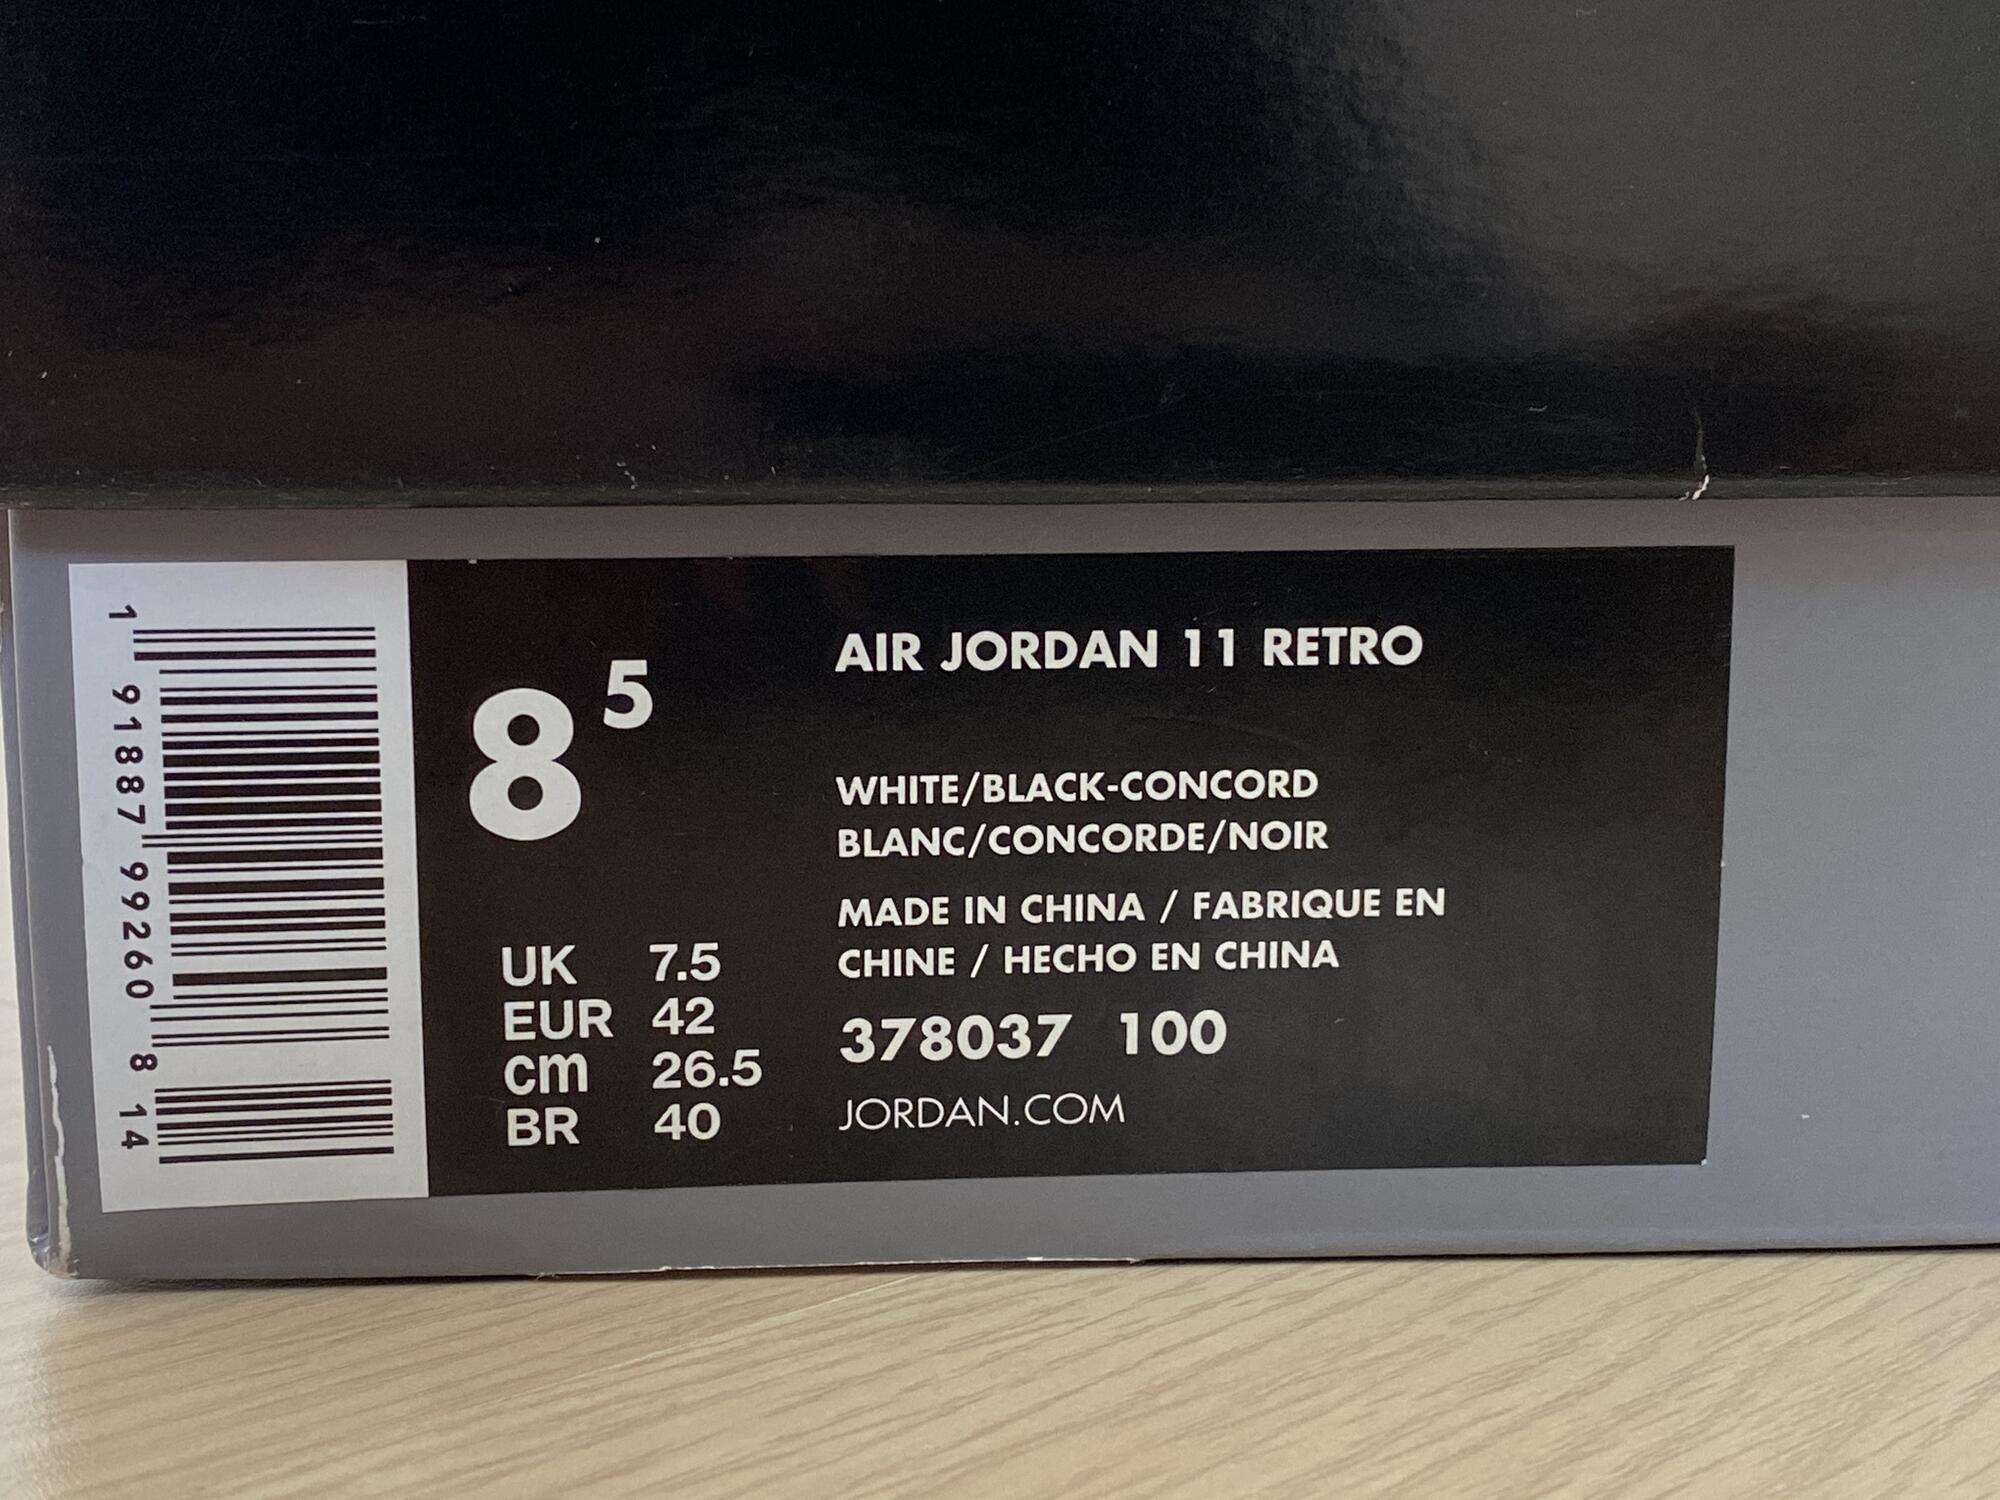 1 91887 99260 8 14
8 5
UK 7.5
EUR 42
cm 26.5
BR 40
AIR JORDAN 11 RETRO
WHITE/BLACK-CONCORD
BLANC/CONCORDE/NOIR
MADE IN CHINA / FABRIQUE EN
CHINE / HECHO EN CHINA
378037 100
JORDAN.COM